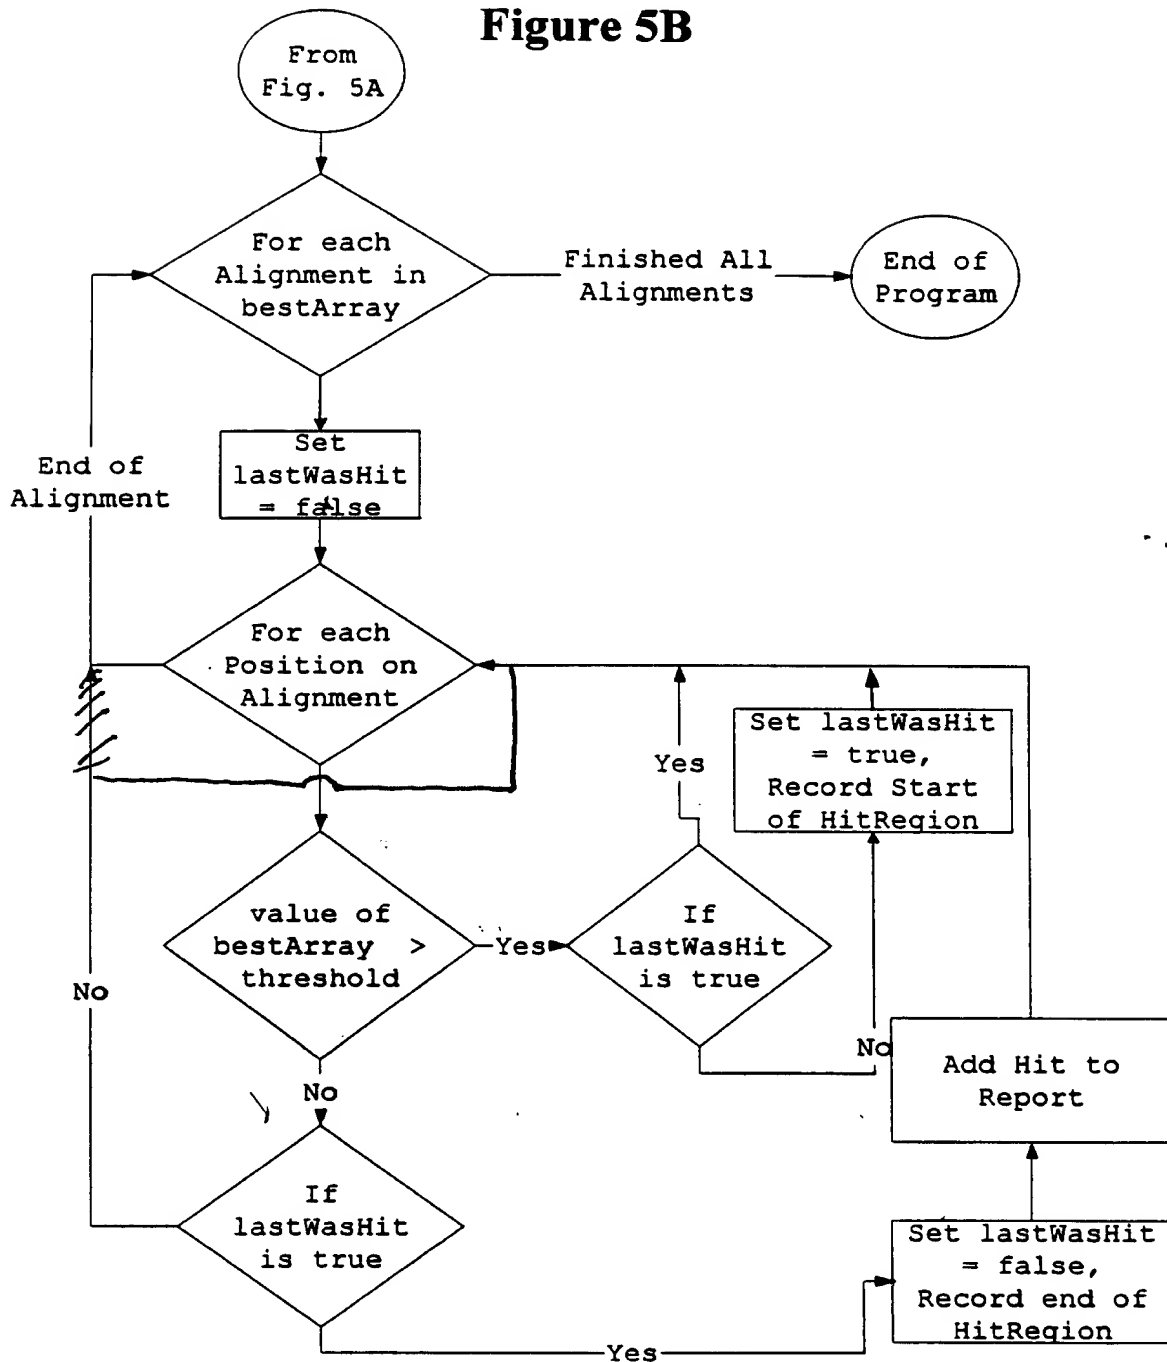 Figure 5B
From
Fig. 5A
For each
Alignment in
bestArray
Finished All
Alignments
End of
Program
Set
lastWasHit
= false
End of
Alignment
For each
Position on
Alignment
Set lastWasHit
= true,
Record Start
of HitRegion
Yes
value of
bestArray >
threshold
Yes
If
lastWasHit
is true
No
No
Add Hit to
Report
No
If
lastWasHit
is true
Set lastWasHit
= false,
Record end of
HitRegion
Yes